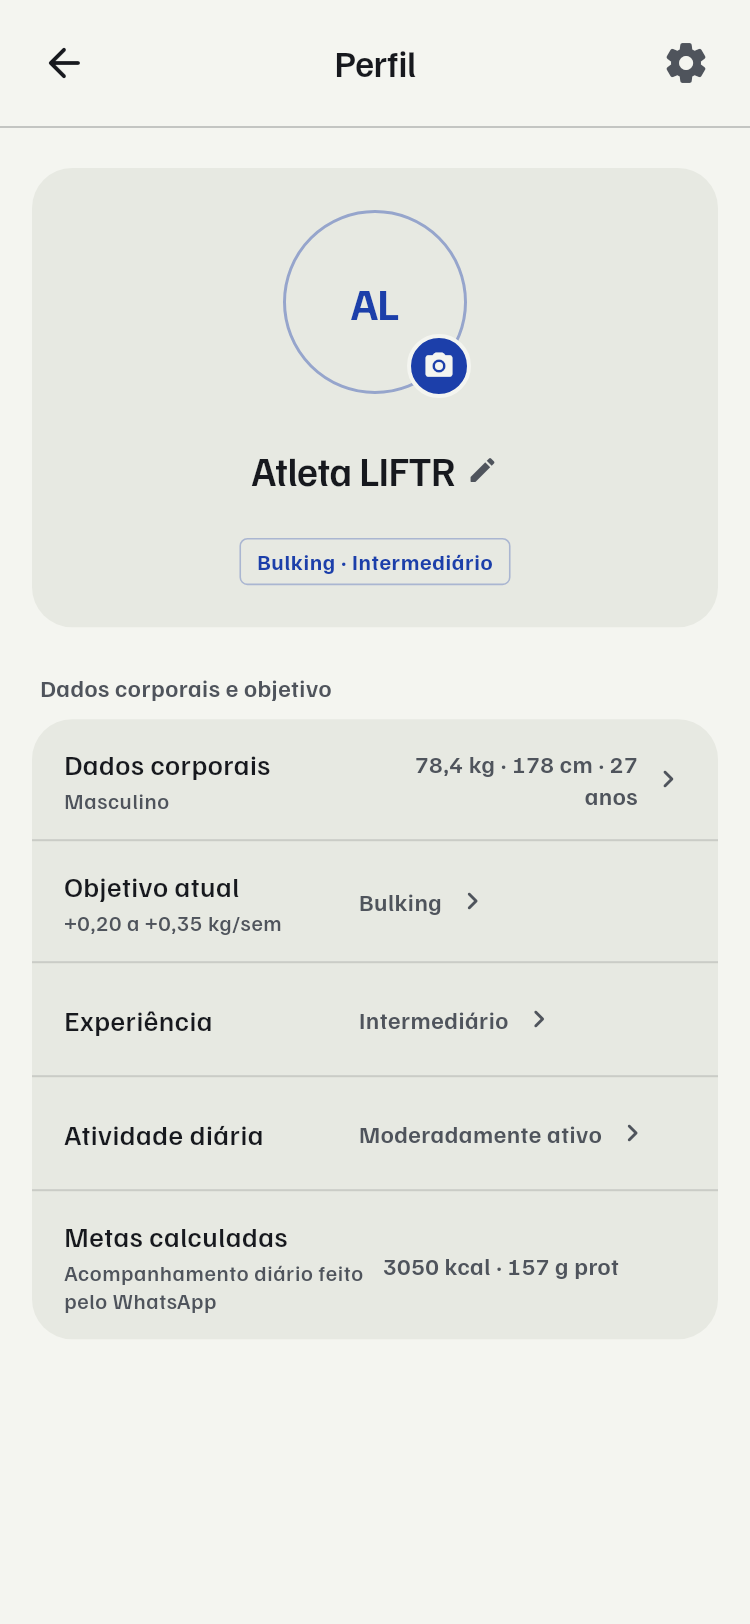 Perfil
AL
Atleta LIFTR
Bulking · Intermediário
Dados corporais e objetivo
Dados corporais
Masculino
78,4 kg · 178 cm · 27
anos
Objetivo atual
+0,20 a +0,35 kg/sem
Bulking
Experiência
Intermediário
Atividade diária
Moderadamente ativo
Metas calculadas
Acompanhamento diário feito
pelo WhatsApp
3050 kcal · 157 g prot